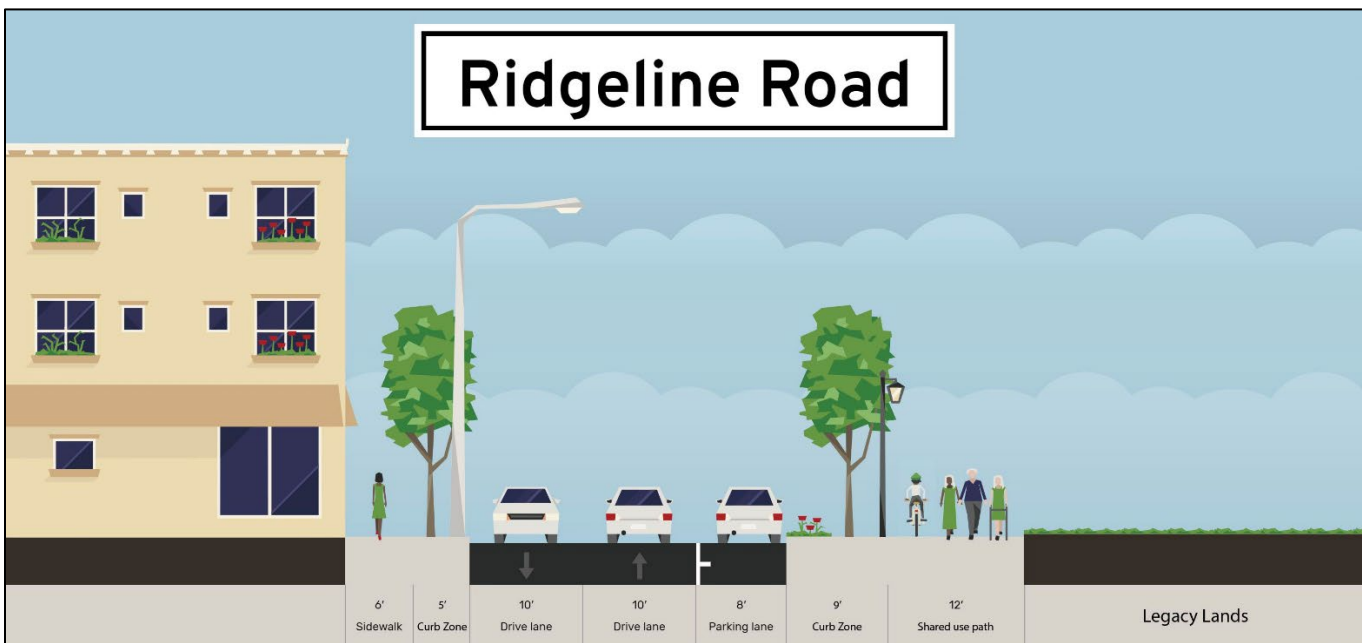 Ridgeline Road
6'
Sidewalk
5'
Curb Zone
10'
Drive lane
10'
Drive lane
8'
Parking lane
9'
Curb Zone
12'
Shared use path
Legacy Lands